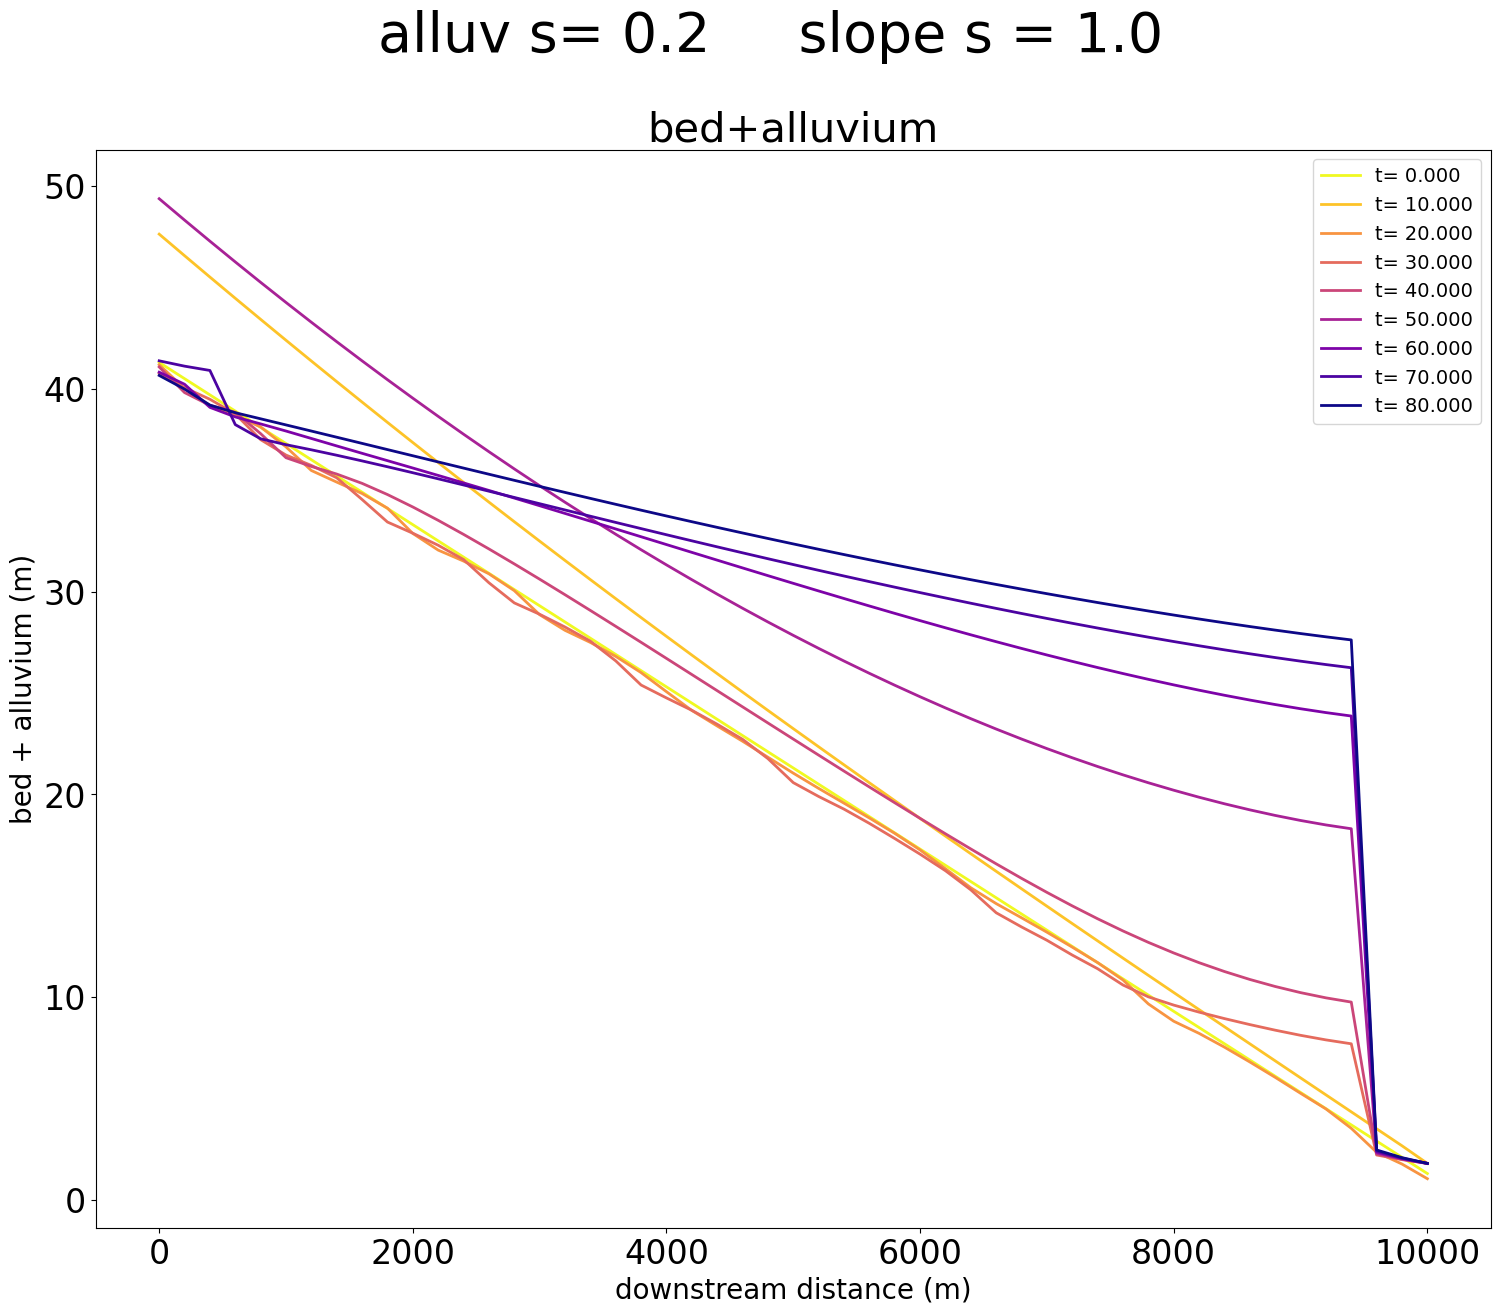 alluv s= 0.2     slope s = 1.0
bed+alluvium
t= 0.000
t= 10.000
t= 20.000
t= 30.000
t= 40.000
t= 50.000
t= 60.000
t= 70.000
t= 80.000
50
40
30
20
10
0
bed + alluvium (m)
0 2000 4000 6000 8000 10000
downstream distance (m)